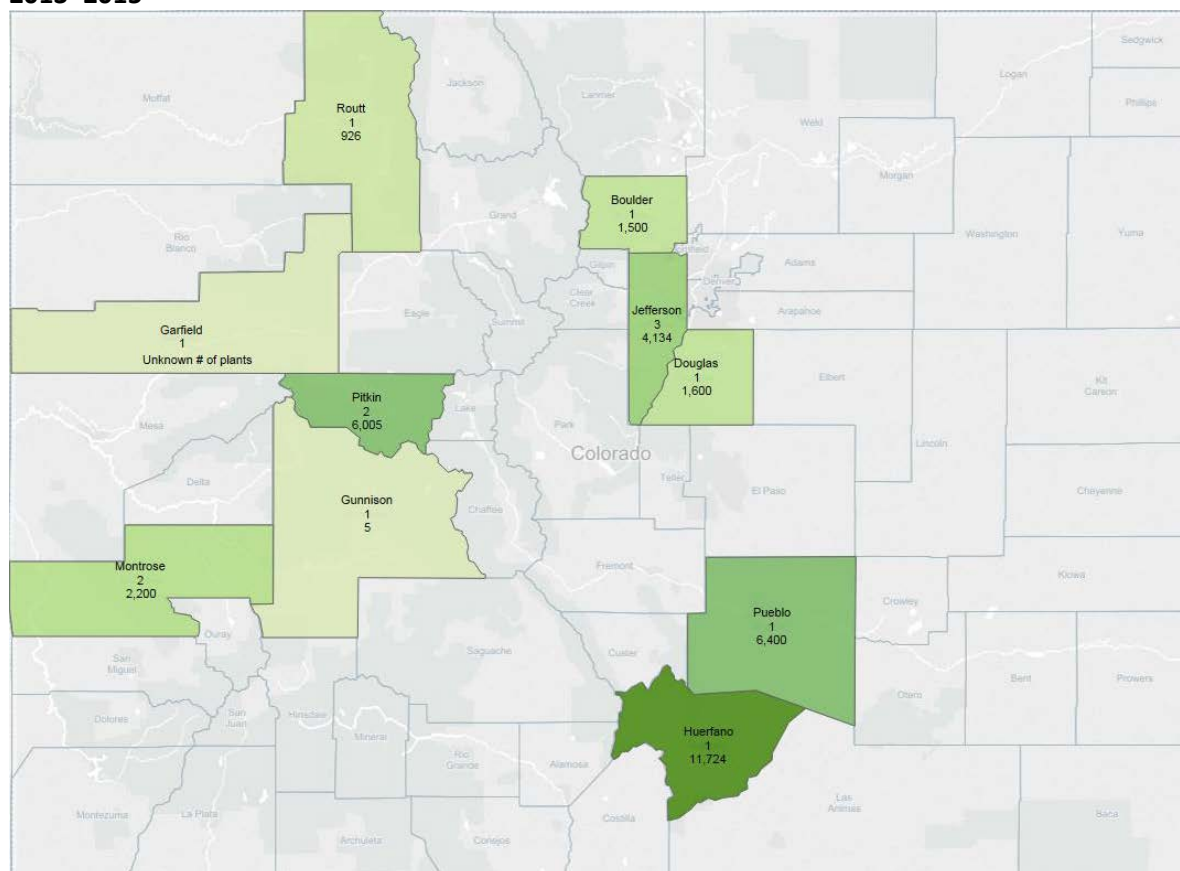 Sedgwick
Logan
Jackson
Larimer
Moffat
Phillips
Routt
1
926
Weld
Morgan
Boulder
1
1,500
Grand
Rio
Blanco
Washington
Yuma
Gilpin
Adams
Clear
Creek
Denver
Eagle
Summit
Arapahoe
Jefferson
3
4,134
Garfield
1
Unknown # of plants
Douglas
1
1,600
Elbert
Kit
Carson
Pitkin
2
6,005
Lake
Mesa
Park
Lincoln
Colorado
Delta
Teller
El Paso
Cheyenne
Gunnison
1
5
Chaffee
Fremont
Montrose
2
2,200
Kiowa
Crowley
Pueblo
1
6,400
Ouray
San
Miguel
Saguache
Custer
Otero
Bent
Prowers
Dolores
San
Juan
Hinsdale
Mineral
Huerfano
1
11,724
Rio
Grande
Alamosa
Las
Animas
Montezuma
La Plata
Costilla
Baca
Archuleta
Conejos